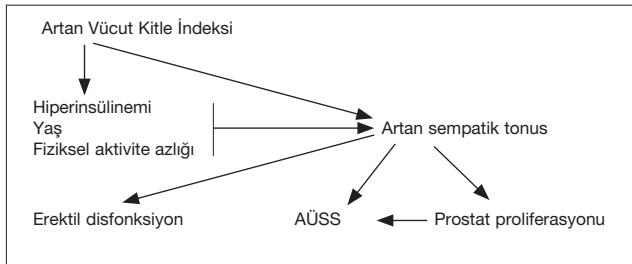 Artan Vücut Kitle İndeksi
Hiperinsülinemi
Yaş
Fiziksel aktivite azlığı
Artan sempatik tonus
Erektil disfonksiyon
AÜSS
Prostat proliferasyonu